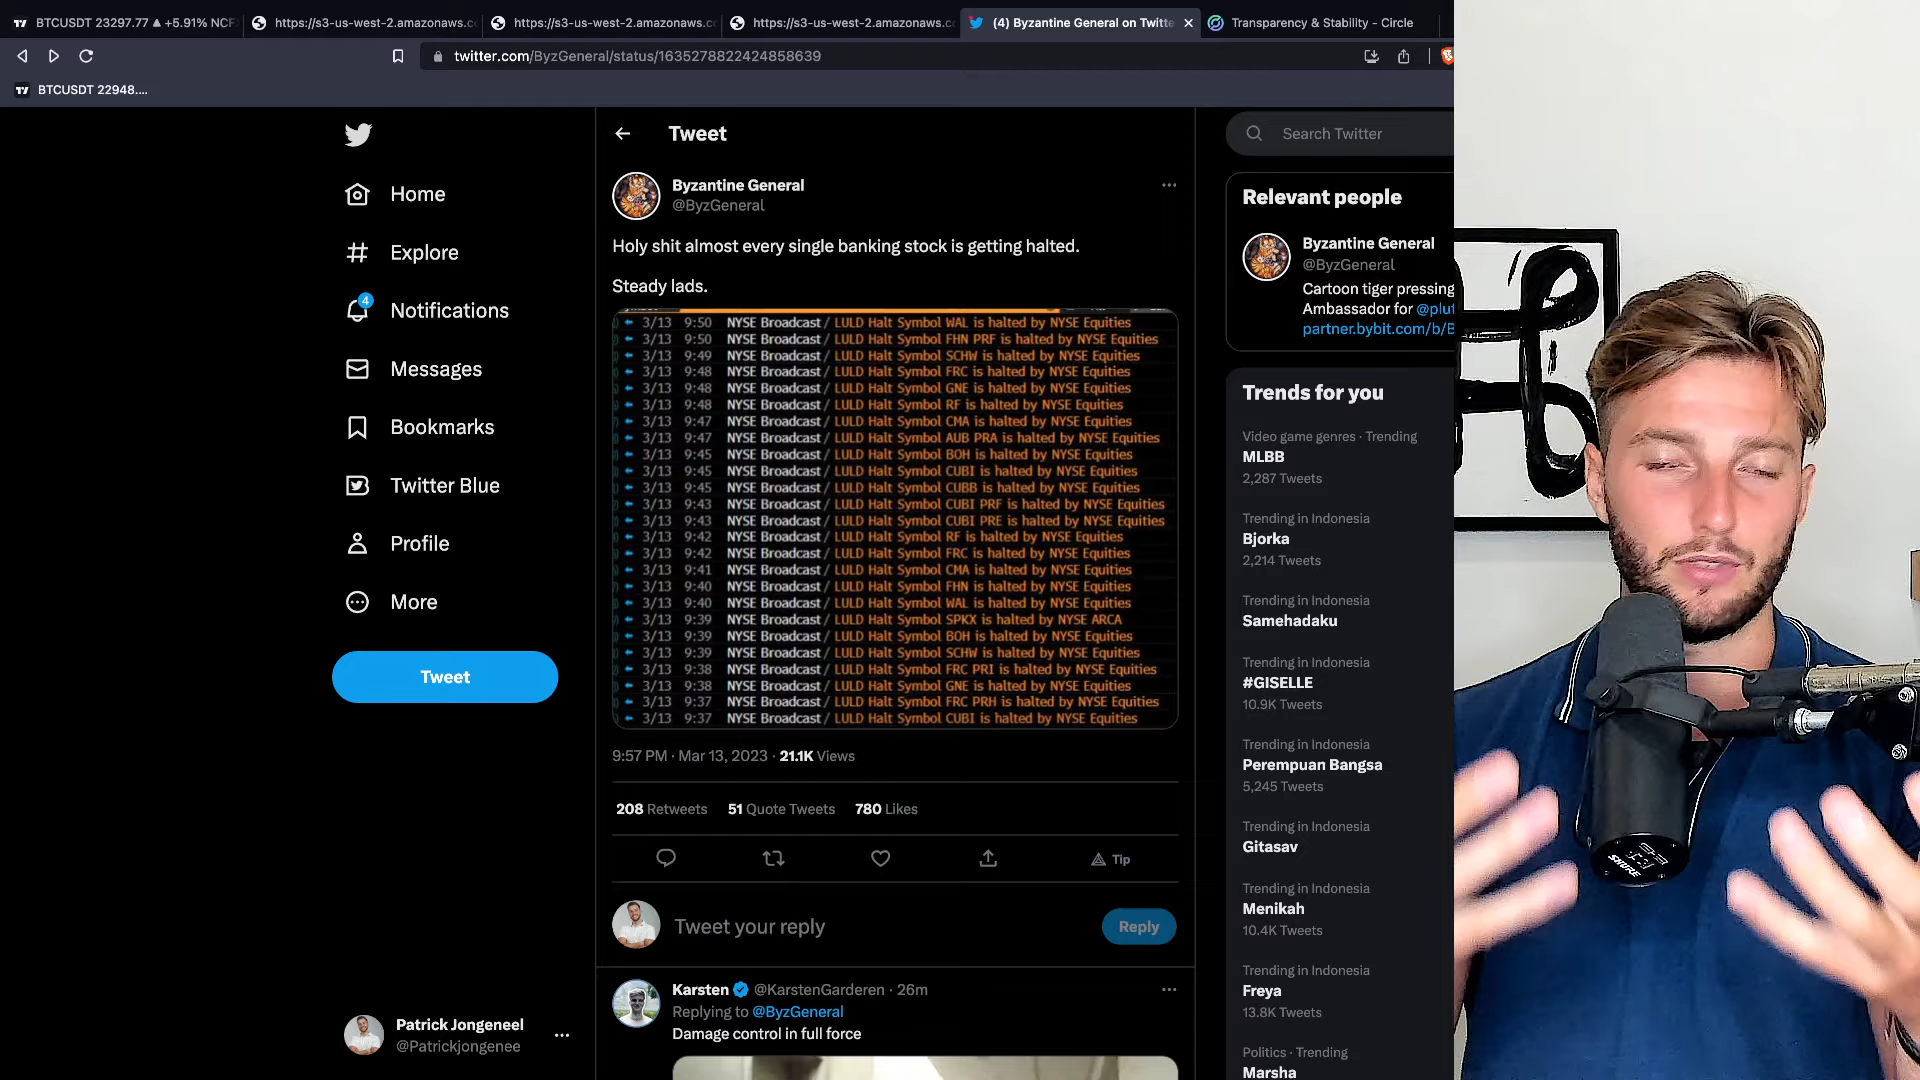 BTCUSDT 23297.77 ▲ +5.91% NCF
https://s3-us-west-2.amazonaws.co
https://s3-us-west-2.amazonaws.co
https://s3-us-west-2.amazonaws.co
(4) Byzantine General on Twitte
Transparency & Stability - Circle
twitter.com/ByzGeneral/status/1635278822424858639
BTCUSDT 22948....
Home
Explore
4
Notifications
Messages
Bookmarks
Twitter Blue
Profile
More
Tweet
Patrick Jongeneel
@Patrickjongenee
Tweet
Byzantine General
@ByzGeneral
Holy shit almost every single banking stock is getting halted.
Steady lads.
3/13 9:50 NYSE Broadcast / LULD Halt Symbol WAL is halted by NYSE Equities
3/13 9:50 NYSE Broadcast / LULD Halt Symbol FHN PRF is halted by NYSE Equities
3/13 9:49 NYSE Broadcast / LULD Halt Symbol SCHW is halted by NYSE Equities
3/13 9:48 NYSE Broadcast / LULD Halt Symbol FRC is halted by NYSE Equities
3/13 9:48 NYSE Broadcast / LULD Halt Symbol GNE is halted by NYSE Equities
3/13 9:48 NYSE Broadcast / LULD Halt Symbol RF is halted by NYSE Equities
3/13 9:47 NYSE Broadcast / LULD Halt Symbol CMA is halted by NYSE Equities
3/13 9:47 NYSE Broadcast / LULD Halt Symbol AUB PRA is halted by NYSE Equities
3/13 9:45 NYSE Broadcast / LULD Halt Symbol BOH is halted by NYSE Equities
3/13 9:45 NYSE Broadcast / LULD Halt Symbol CUBI is halted by NYSE Equities
3/13 9:45 NYSE Broadcast / LULD Halt Symbol CUBB is halted by NYSE Equities
3/13 9:43 NYSE Broadcast / LULD Halt Symbol CUBI PRF is halted by NYSE Equities
3/13 9:43 NYSE Broadcast / LULD Halt Symbol CUBI PRE is halted by NYSE Equities
3/13 9:42 NYSE Broadcast / LULD Halt Symbol RF is halted by NYSE Equities
3/13 9:42 NYSE Broadcast / LULD Halt Symbol FRC is halted by NYSE Equities
3/13 9:41 NYSE Broadcast / LULD Halt Symbol CMA is halted by NYSE Equities
3/13 9:40 NYSE Broadcast / LULD Halt Symbol FHN is halted by NYSE Equities
3/13 9:40 NYSE Broadcast / LULD Halt Symbol WAL is halted by NYSE Equities
3/13 9:39 NYSE Broadcast / LULD Halt Symbol SPKX is halted by NYSE ARCA
3/13 9:39 NYSE Broadcast / LULD Halt Symbol BOH is halted by NYSE Equities
3/13 9:39 NYSE Broadcast / LULD Halt Symbol SCHW is halted by NYSE Equities
3/13 9:38 NYSE Broadcast / LULD Halt Symbol FRC PRI is halted by NYSE Equities
3/13 9:38 NYSE Broadcast / LULD Halt Symbol GNE is halted by NYSE Equities
3/13 9:37 NYSE Broadcast / LULD Halt Symbol FRC PRH is halted by NYSE Equities
3/13 9:37 NYSE Broadcast / LULD Halt Symbol CUBI is halted by NYSE Equities
9:57 PM · Mar 13, 2023 · 21.1K Views
208 Retweets 51 Quote Tweets 780 Likes
Tip
Tweet your reply
Reply
Karsten @KarstenGarderen · 26m
Replying to @ByzGeneral
Damage control in full force
Search Twitter
Relevant people
Byzantine General
@ByzGeneral
Cartoon tiger pressing
Ambassador for @plut
partner.bybit.com/b/B
Trends for you
Video game genres · Trending
MLBB
2,287 Tweets
Trending in Indonesia
Bjorka
2,214 Tweets
Trending in Indonesia
Samehadaku
Trending in Indonesia
#GISELLE
10.9K Tweets
Trending in Indonesia
Perempuan Bangsa
5,245 Tweets
Trending in Indonesia
Gitasav
Trending in Indonesia
Menikah
10.4K Tweets
Trending in Indonesia
Freya
13.8K Tweets
Politics · Trending
Marsha
SHURE